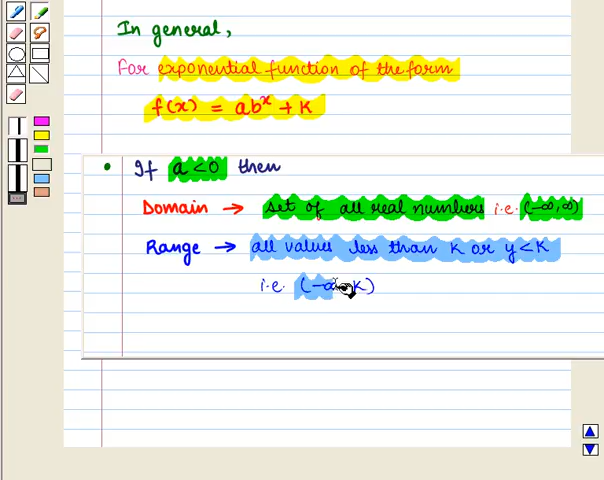 In general,
For exponential function of the form
f(x) = abˣ + K
• If a < 0 then
Domain → set of all real numbers i.e. (-∞, ∞)
Range → all values less than K or y < K
i.e. (-∞, K)